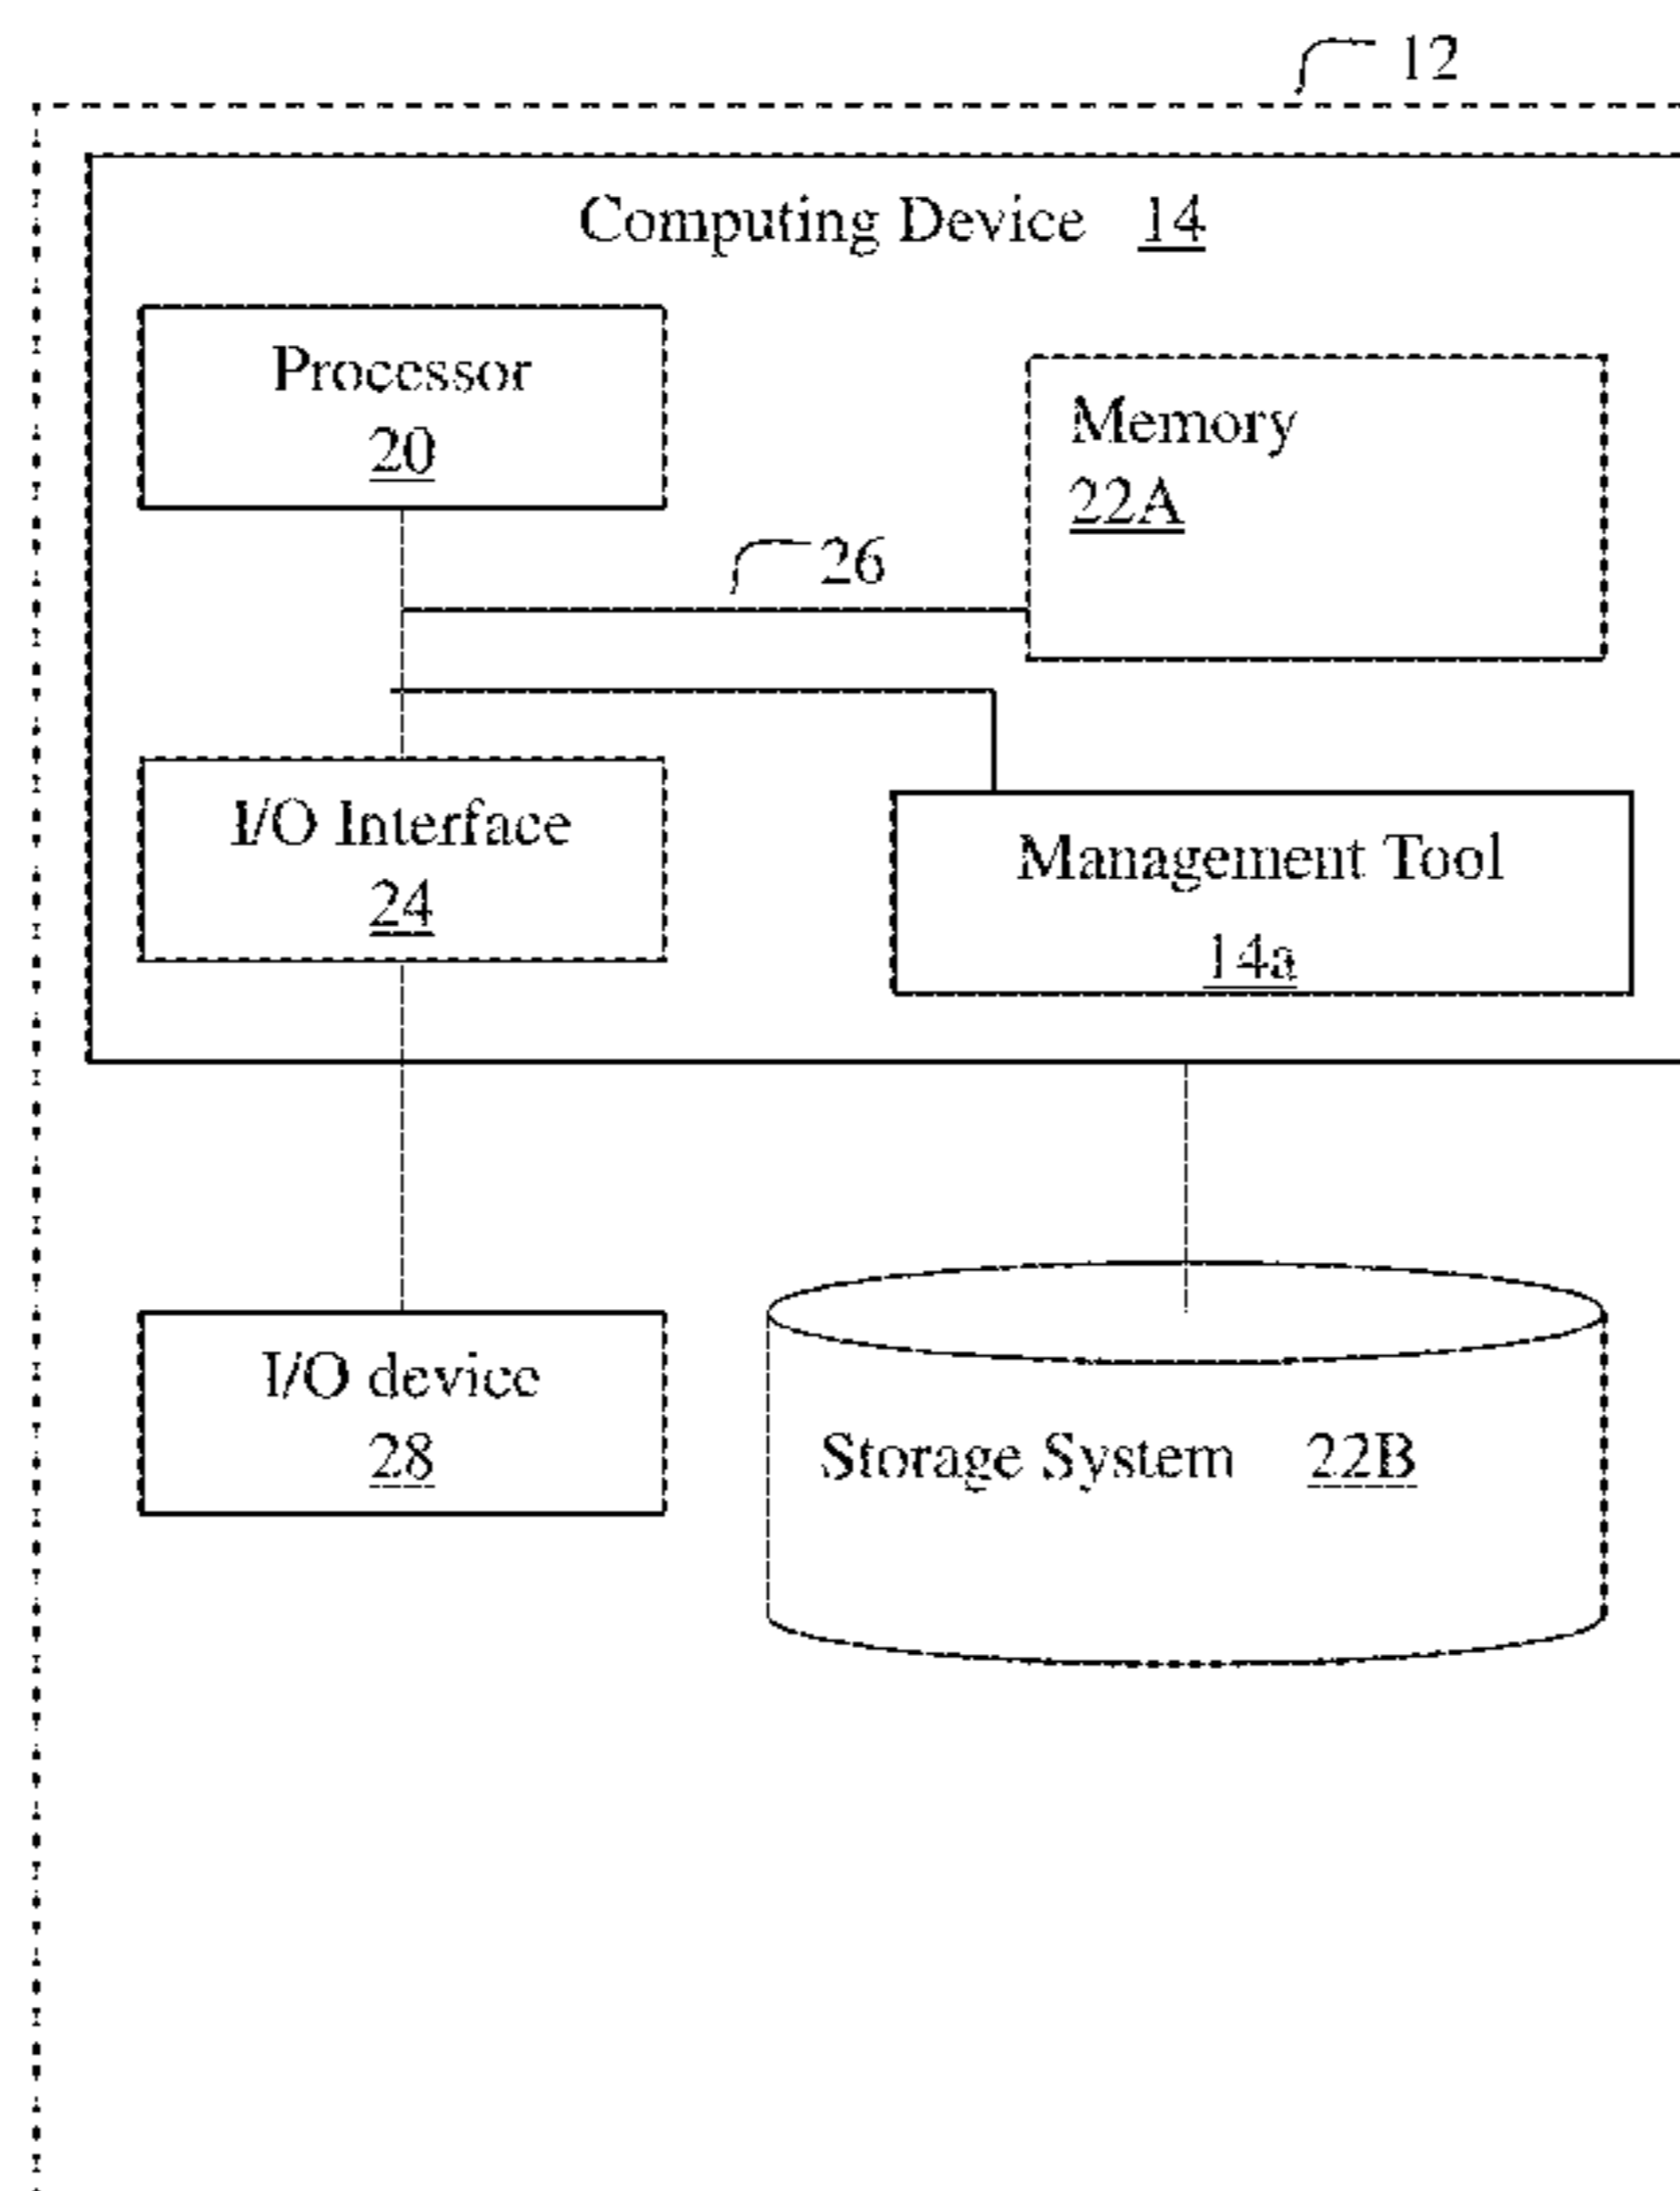 12
Computing Device 14
Processor
20
Memory
22A
26
I/O Interface
24
Management Tool
14a
I/O device
28
Storage System 22B